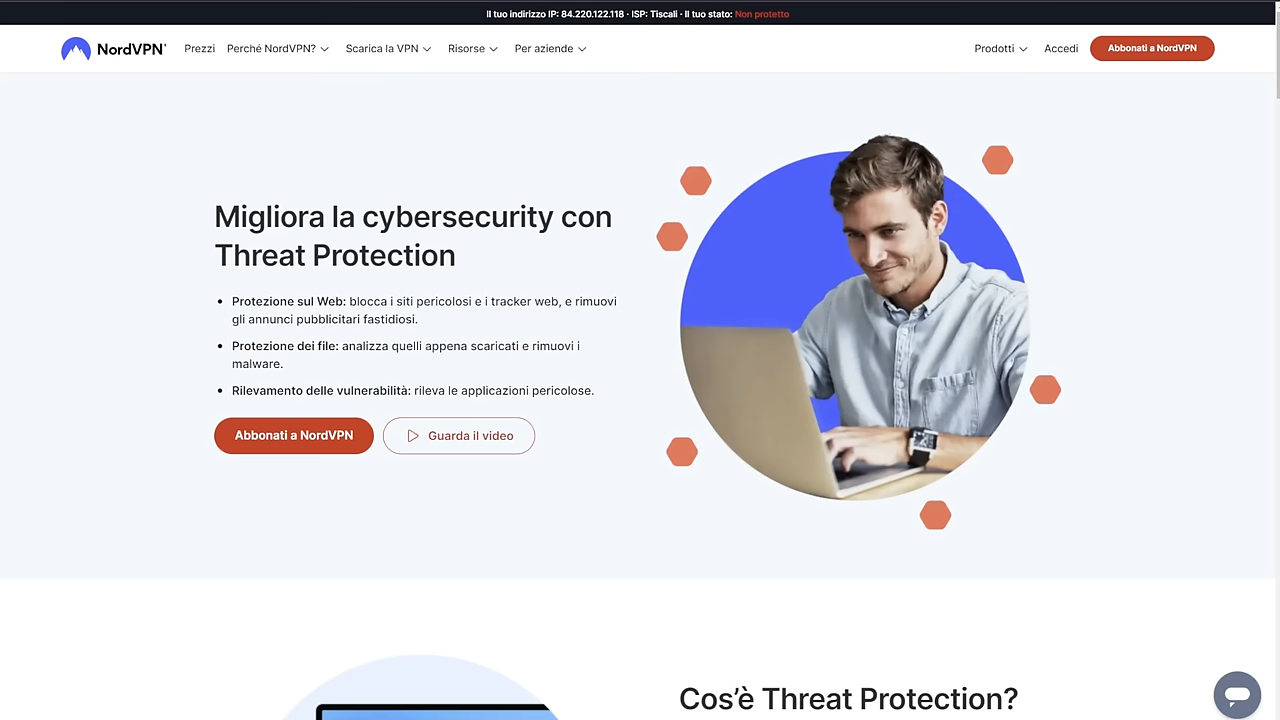 Il tuo indirizzo IP: 84.220.122.118 · ISP: Tiscali · Il tuo stato: Non protetto
NordVPN®
Prezzi
Perché NordVPN?
Scarica la VPN
Risorse
Per aziende
Prodotti
Accedi
Abbonati a NordVPN
Migliora la cybersecurity con
Threat Protection
• Protezione sul Web: blocca i siti pericolosi e i tracker web, e rimuovi
gli annunci pubblicitari fastidiosi.
• Protezione dei file: analizza quelli appena scaricati e rimuovi i
malware.
• Rilevamento delle vulnerabilità: rileva le applicazioni pericolose.
Abbonati a NordVPN
Guarda il video
Cos’è Threat Protection?